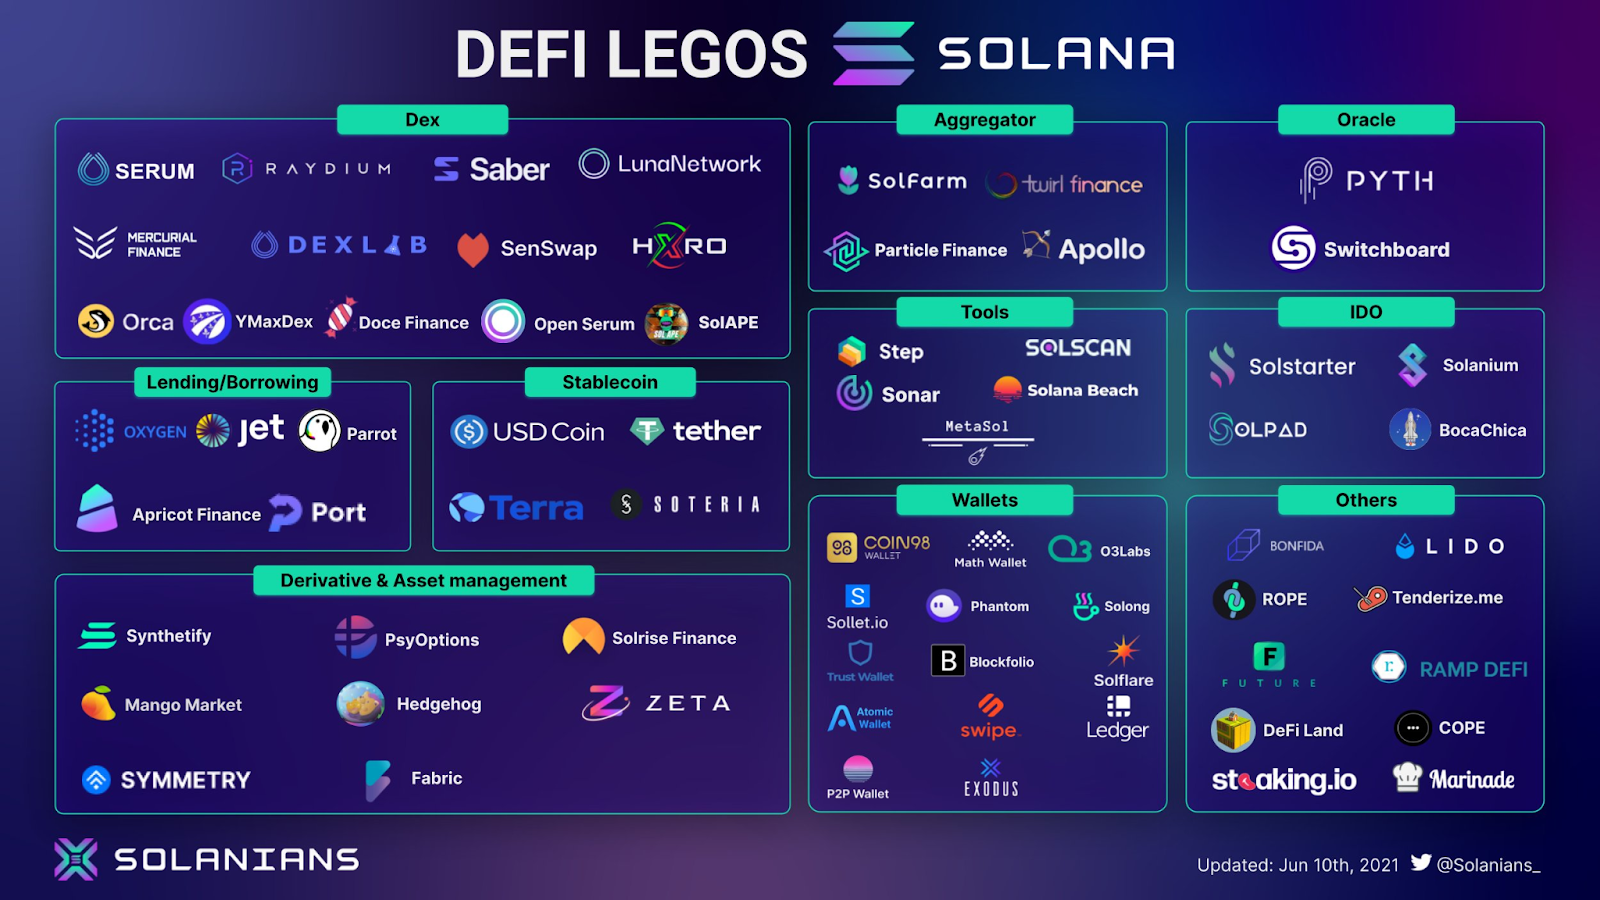 DEFI LEGOS SOLANA
Dex
SERUM RAYDIUM Saber LunaNetwork
MERCURIAL
FINANCE
DEXLAB SenSwap HXRO
Orca YMaxDex Doce Finance Open Serum SOL APE SolAPE
Aggregator
SolFarm twirl finance
Particle Finance Apollo
Oracle
PYTH
Switchboard
Lending/Borrowing
OXYGEN jet Parrot
Apricot Finance Port
Stablecoin
USD Coin tether
Terra SOTERIA
Tools
Step SOLSCAN
Sonar Solana Beach
MetaSol
IDO
Solstarter Solanium
SOLPAD BocaChica
Derivative & Asset management
Synthetify PsyOptions Solrise Finance
Mango Market Hedgehog ZETA
SYMMETRY Fabric
Wallets
98 COIN98
WALLET
Math Wallet O3 O3Labs
S
Sollet.io Phantom Solong
Trust Wallet B Blockfolio Solflare
Atomic
Wallet
swipe Ledger
P2P Wallet EXODUS
Others
BONFIDA LIDO
ROPE Tenderize.me
F
FUTURE r: RAMP DEFI
DeFi Land COPE
steaking.io Marinade
SOLANIANS
Updated: Jun 10th, 2021 @Solanians_